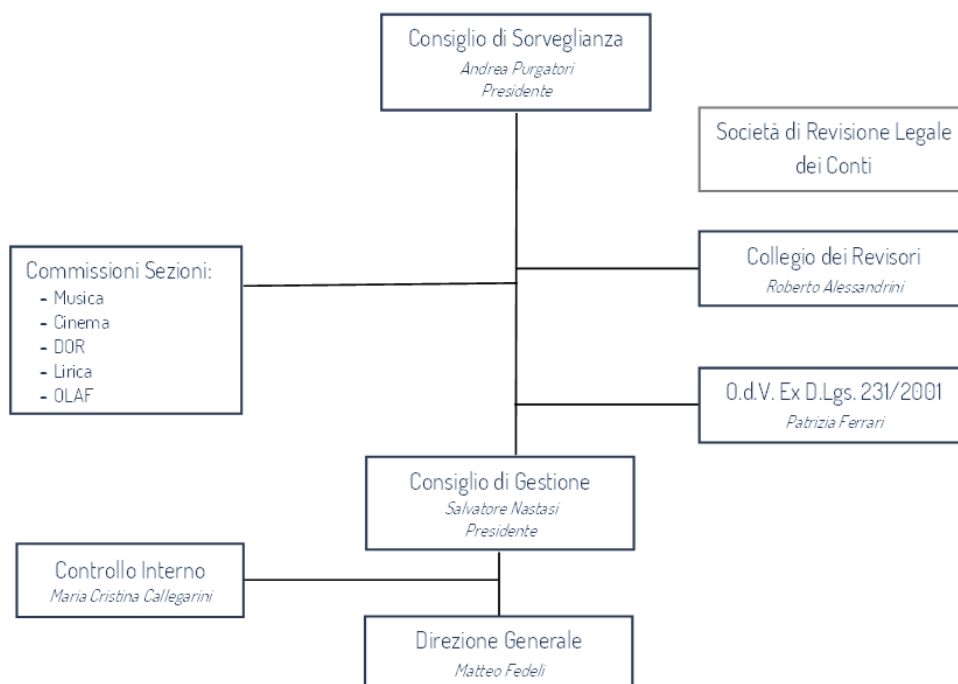 Consiglio di Sorveglianza
Andrea Purgatori
Presidente
Società di Revisione Legale
dei Conti
Collegio dei Revisori
Roberto Alessandrini
Commissioni Sezioni:
- Musica
- Cinema
- DOR
- Lirica
- OLAF
O.d.V. Ex D.Lgs. 231/2001
Patrizia Ferrari
Consiglio di Gestione
Salvatore Nastasi
Presidente
Controllo Interno
Maria Cristina Callegarini
Direzione Generale
Matteo Fedeli